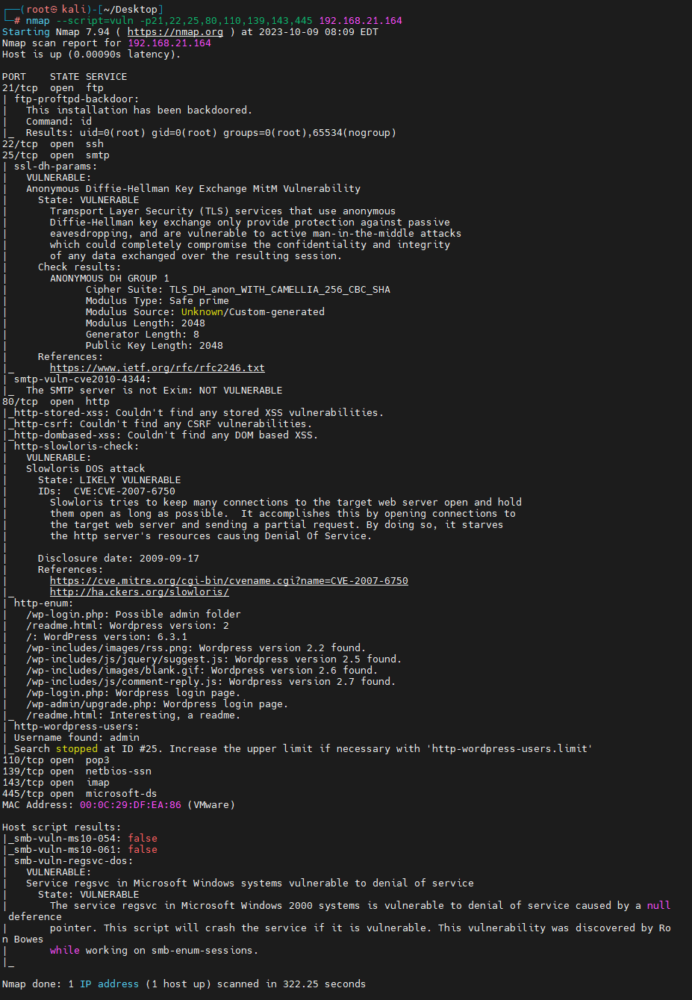 ┌──(root㉿kali)-[~/Desktop]
└─# nmap --script=vuln -p21,22,25,80,110,139,143,445 192.168.21.164
Starting Nmap 7.94 ( https://nmap.org ) at 2023-10-09 08:09 EDT
Nmap scan report for 192.168.21.164
Host is up (0.00090s latency).

PORT    STATE SERVICE
21/tcp  open  ftp
| ftp-proftpd-backdoor:
|   This installation has been backdoored.
|   Command: id
|_  Results: uid=0(root) gid=0(root) groups=0(root),65534(nogroup)
22/tcp  open  ssh
25/tcp  open  smtp
| ssl-dh-params:
|   VULNERABLE:
|   Anonymous Diffie-Hellman Key Exchange MitM Vulnerability
|     State: VULNERABLE
|       Transport Layer Security (TLS) services that use anonymous
|       Diffie-Hellman key exchange only provide protection against passive
|       eavesdropping, and are vulnerable to active man-in-the-middle attacks
|       which could completely compromise the confidentiality and integrity
|       of any data exchanged over the resulting session.
|     Check results:
|       ANONYMOUS DH GROUP 1
|             Cipher Suite: TLS_DH_anon_WITH_CAMELLIA_256_CBC_SHA
|             Modulus Type: Safe prime
|             Modulus Source: Unknown/Custom-generated
|             Modulus Length: 2048
|             Generator Length: 8
|             Public Key Length: 2048
|     References:
|_      https://www.ietf.org/rfc/rfc2246.txt
| smtp-vuln-cve2010-4344:
|_  The SMTP server is not Exim: NOT VULNERABLE
80/tcp  open  http
|_http-stored-xss: Couldn't find any stored XSS vulnerabilities.
|_http-csrf: Couldn't find any CSRF vulnerabilities.
|_http-dombased-xss: Couldn't find any DOM based XSS.
| http-slowloris-check:
|   VULNERABLE:
|   Slowloris DOS attack
|     State: LIKELY VULNERABLE
|     IDs:  CVE:CVE-2007-6750
|       Slowloris tries to keep many connections to the target web server open and hold
|       them open as long as possible.  It accomplishes this by opening connections to
|       the target web server and sending a partial request. By doing so, it starves
|       the http server's resources causing Denial Of Service.
|
|     Disclosure date: 2009-09-17
|     References:
|       https://cve.mitre.org/cgi-bin/cvename.cgi?name=CVE-2007-6750
|_      http://ha.ckers.org/slowloris/
| http-enum:
|   /wp-login.php: Possible admin folder
|   /readme.html: Wordpress version: 2
|   /: WordPress version: 6.3.1
|   /wp-includes/images/rss.png: Wordpress version 2.2 found.
|   /wp-includes/js/jquery/suggest.js: Wordpress version 2.5 found.
|   /wp-includes/images/blank.gif: Wordpress version 2.6 found.
|   /wp-includes/js/comment-reply.js: Wordpress version 2.7 found.
|   /wp-login.php: Wordpress login page.
|   /wp-admin/upgrade.php: Wordpress login page.
|_  /readme.html: Interesting, a readme.
| http-wordpress-users:
| Username found: admin
|_Search stopped at ID #25. Increase the upper limit if necessary with 'http-wordpress-users.limit'
110/tcp open  pop3
139/tcp open  netbios-ssn
143/tcp open  imap
445/tcp open  microsoft-ds
MAC Address: 00:0C:29:DF:EA:86 (VMware)

Host script results:
|_smb-vuln-ms10-054: false
|_smb-vuln-ms10-061: false
| smb-vuln-regsvc-dos:
|   VULNERABLE:
|   Service regsvc in Microsoft Windows systems vulnerable to denial of service
|     State: VULNERABLE
|       The service regsvc in Microsoft Windows 2000 systems is vulnerable to denial of service caused by a null
 deference
|       pointer. This script will crash the service if it is vulnerable. This vulnerability was discovered by Ro
n Bowes
|       while working on smb-enum-sessions.
|_

Nmap done: 1 IP address (1 host up) scanned in 322.25 seconds